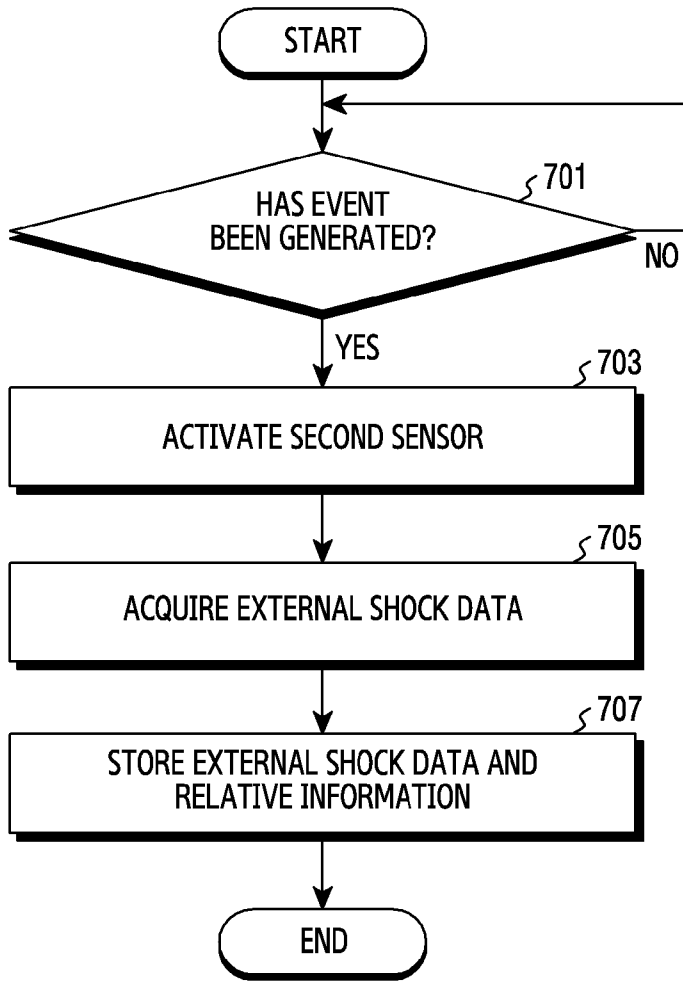 START
701
HAS EVENT
BEEN GENERATED?
NO
YES
703
ACTIVATE SECOND SENSOR
705
ACQUIRE EXTERNAL SHOCK DATA
707
STORE EXTERNAL SHOCK DATA AND
RELATIVE INFORMATION
END